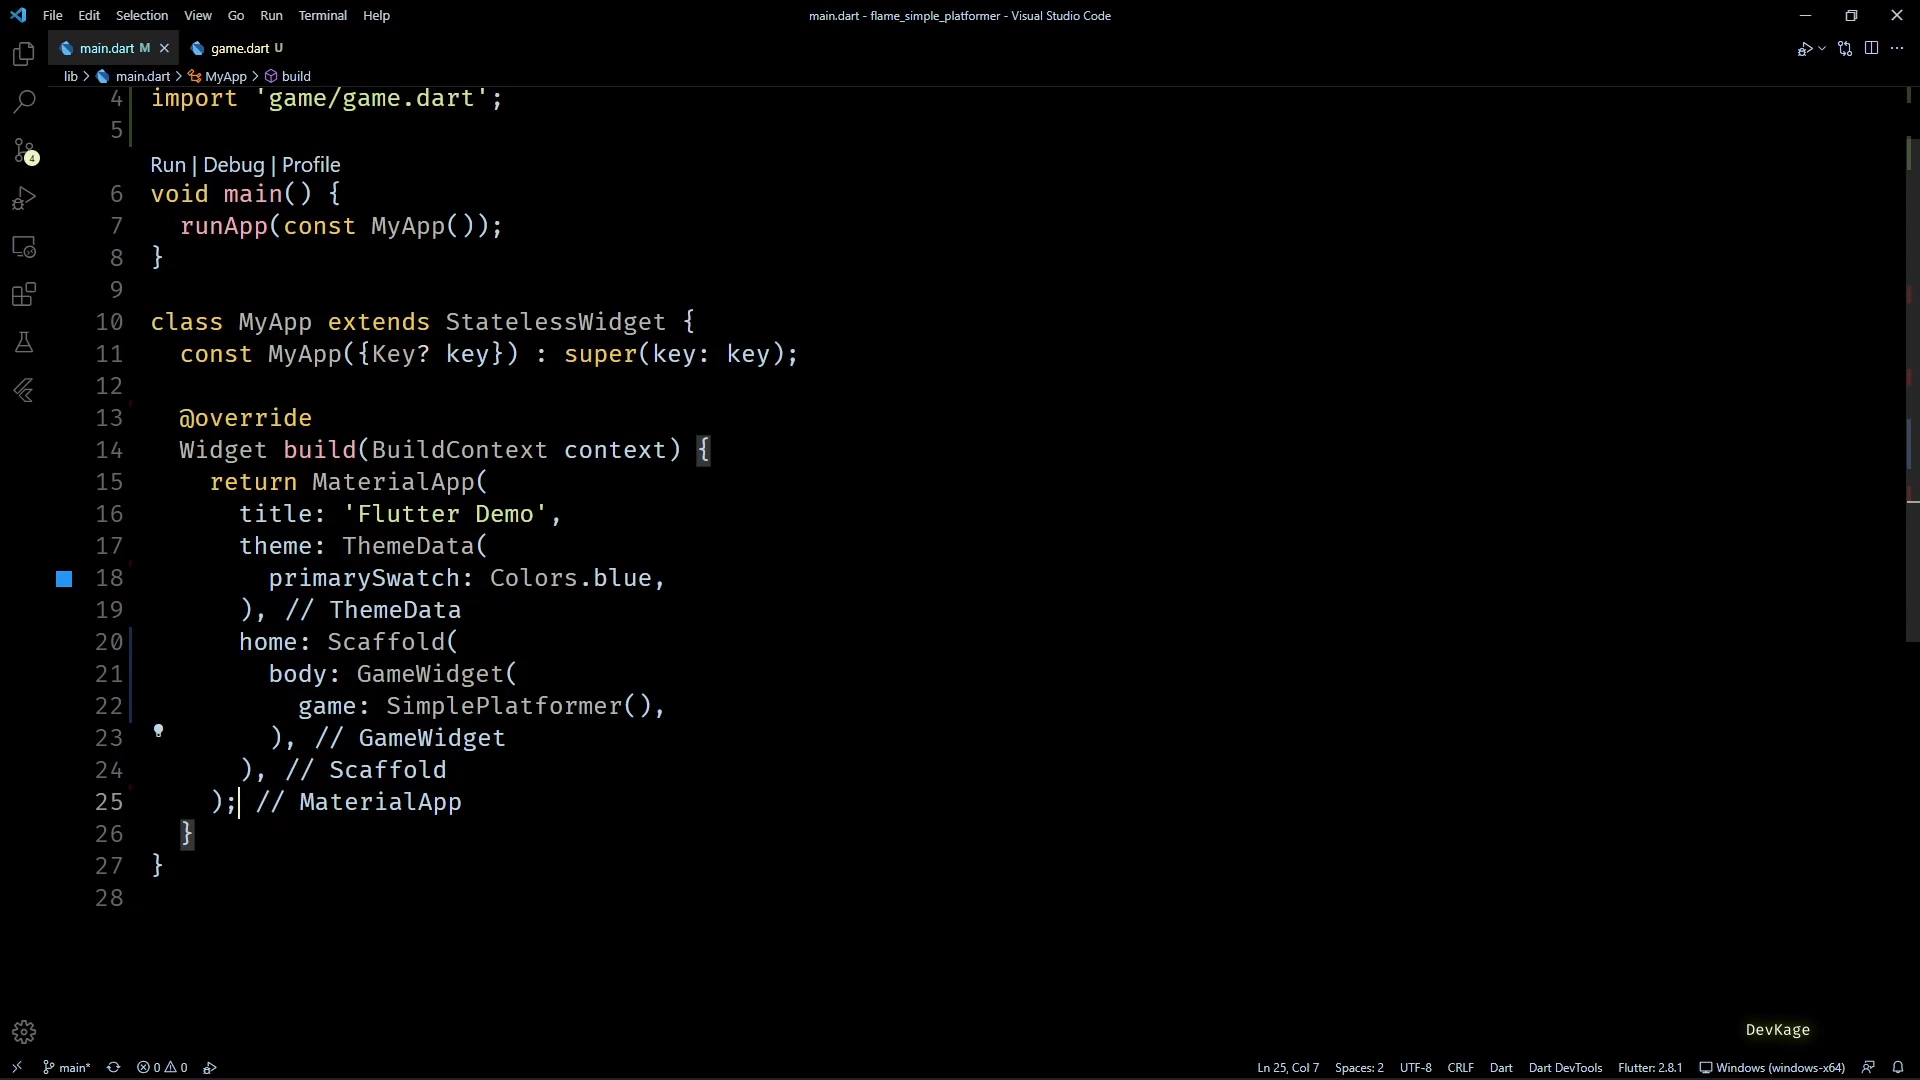 File Edit Selection View Go Run Terminal Help
main.dart - flame_simple_platformer - Visual Studio Code
main.dart M game.dart U
lib > main.dart > MyApp > build
4 import 'game/game.dart';
5
Run | Debug | Profile
6 void main() {
7 runApp(const MyApp());
8 }
9
10 class MyApp extends StatelessWidget {
11 const MyApp({Key? key}) : super(key: key);
12
13 @override
14 Widget build(BuildContext context) {
15 return MaterialApp(
16 title: 'Flutter Demo',
17 theme: ThemeData(
18 primarySwatch: Colors.blue,
19 ), // ThemeData
20 home: Scaffold(
21 body: GameWidget(
22 game: SimplePlatformer(),
23 ), // GameWidget
24 ), // Scaffold
25 ); // MaterialApp
26 }
27 }
28
4
DevKage
main* 0 0 Ln 25, Col 7 Spaces: 2 UTF-8 CRLF Dart Dart DevTools Flutter: 2.8.1 Windows (windows-x64)